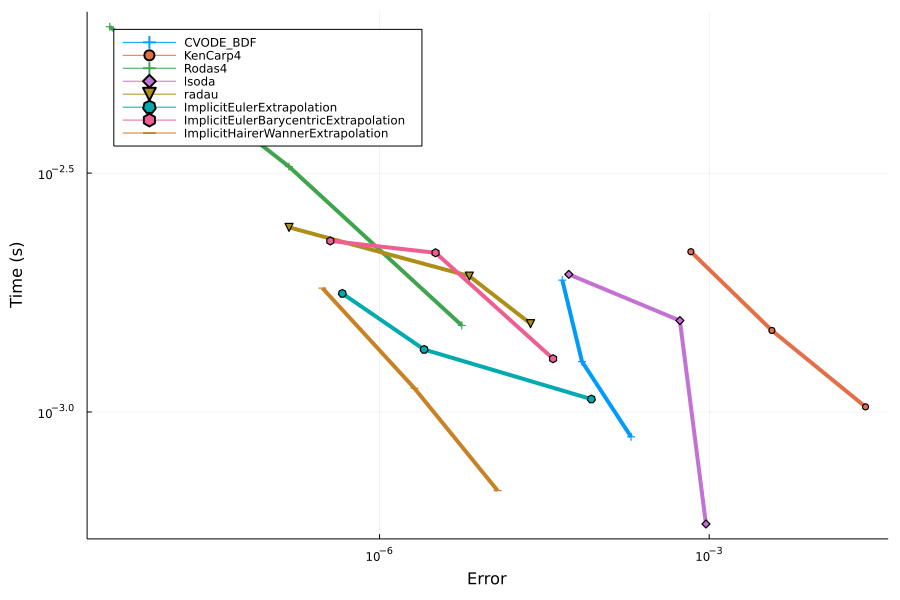 CVODE_BDF
KenCarp4
Rodas4
lsoda
radau
ImplicitEulerExtrapolation
ImplicitEulerBarycentricExtrapolation
ImplicitHairerWannerExtrapolation
10^−2.5
Time (s)
10^−3.0
10^−6
10^−3
Error